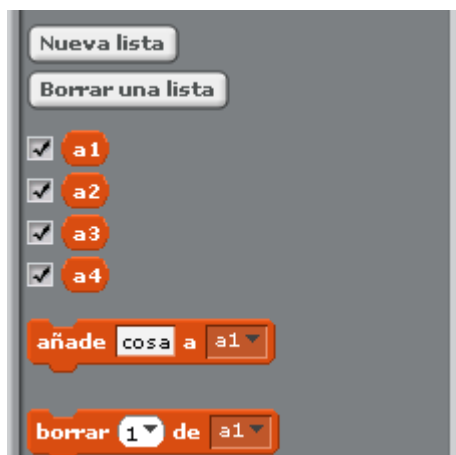 Nueva lista
Borrar una lista
a1
a2
a3
a4
añade cosa a a1
borrar 1 de a1